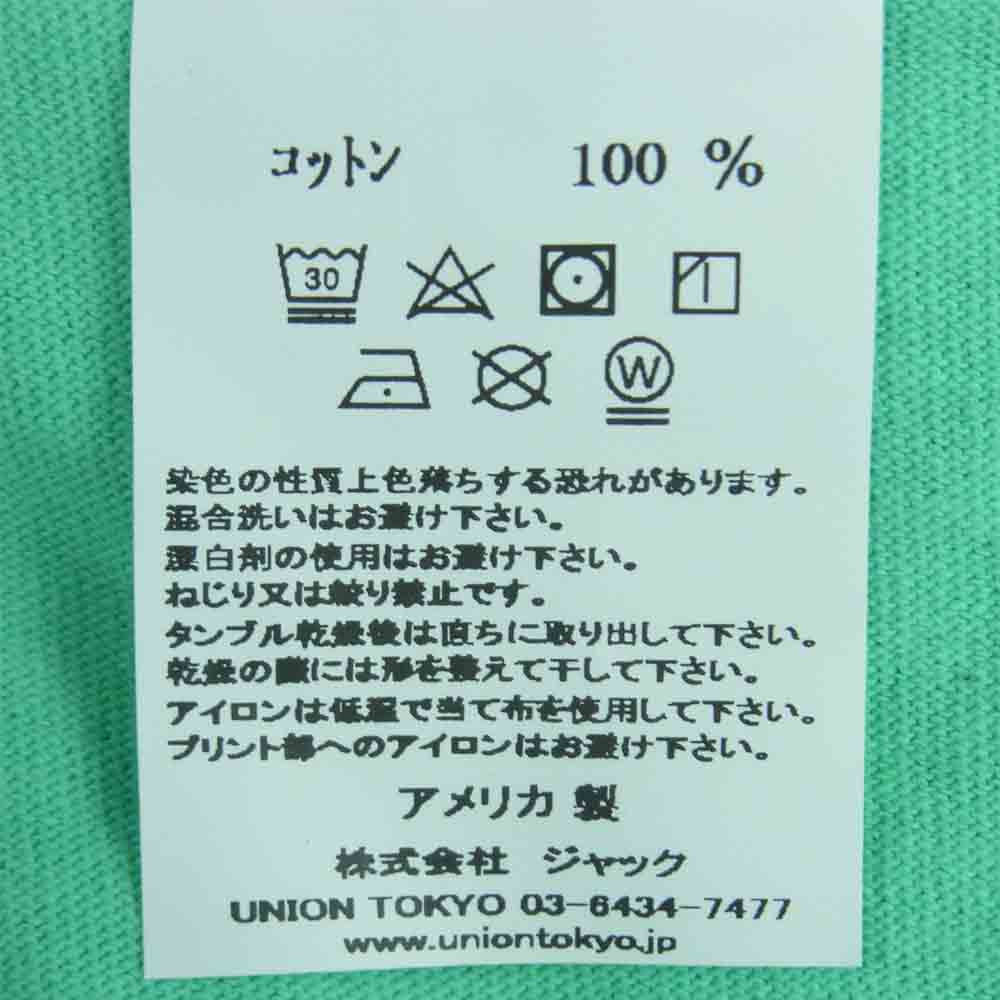 コットン 100 %
30
W
染色の性質上色落ちする恐れがあります。
混合洗いはお避け下さい。
漂白剤の使用はお避け下さい。
ねじり又は絞り禁止です。
タンブル乾燥後は直ちに取り出して下さい。
乾燥の際には形を整えて干して下さい。
アイロンは低温で当て布を使用して下さい。
プリント部へのアイロンはお避け下さい。
アメリカ 製
株式会社 ジャック
UNION TOKYO 03-6434-7477
www.uniontokyo.jp